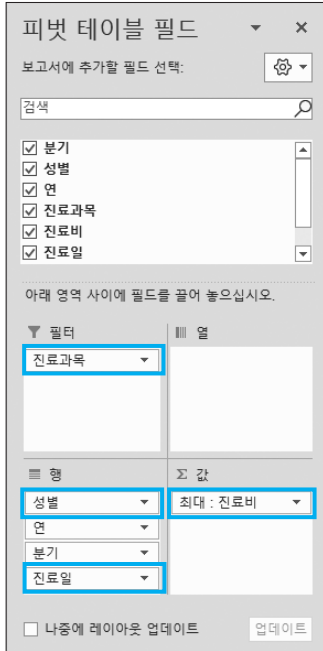 피벗 테이블 필드
보고서에 추가할 필드 선택:
검색
분기
성별
연
진료과목
진료비
진료일
아래 영역 사이에 필드를 끌어 놓으십시오.
필터
열
진료과목
행
Σ 값
성별
최대 : 진료비
연
분기
진료일
나중에 레이아웃 업데이트
업데이트